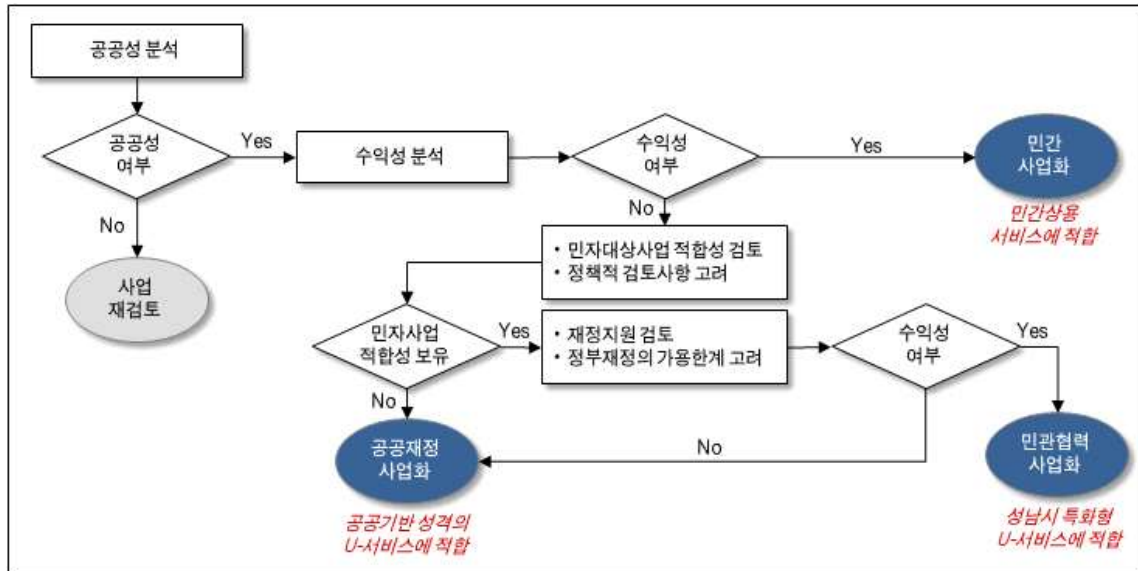 공공성 분석
공공성
여부
Yes
수익성 분석
수익성
여부
Yes
민간
사업화
민간상용
서비스에 적합
No
No
사업
재검토
• 민자대상사업 적합성 검토
• 정책적 검토사항 고려
민자사업
적합성 보유
Yes
• 재정지원 검토
• 정부재정의 가용한계 고려
수익성
여부
Yes
No
No
공공재정
사업화
민관협력
사업화
공공기반 성격의
U-서비스에 적합
성남시 특화형
U-서비스에 적합